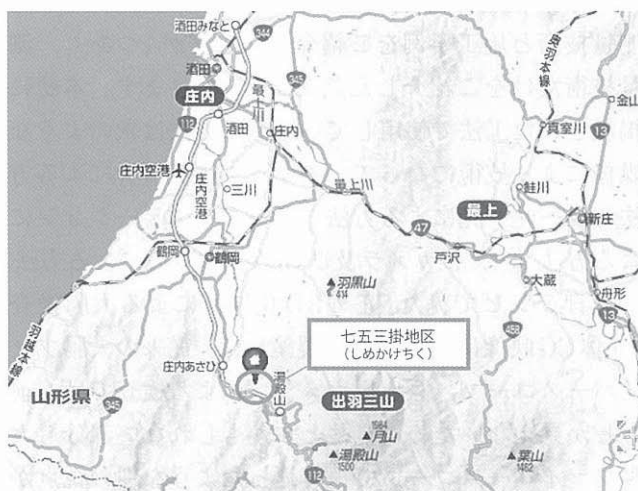 酒田みなと
344
345
酒田
庄内
最上川
112
酒田
庄内
庄内空港
庄内空港
三川
最上川
鶴岡
鶴岡
羽黒山
414
47
戸沢
最上
奥羽本線
金山
真室川
13
鮭川
新庄
大蔵
舟形
13
458
七五三掛地区
(しめかけちく)
庄内あさひ
湯殿山
出羽三山
羽越本線
山形県
345
1984
月山
湯殿山
1500
112
葉山
1462